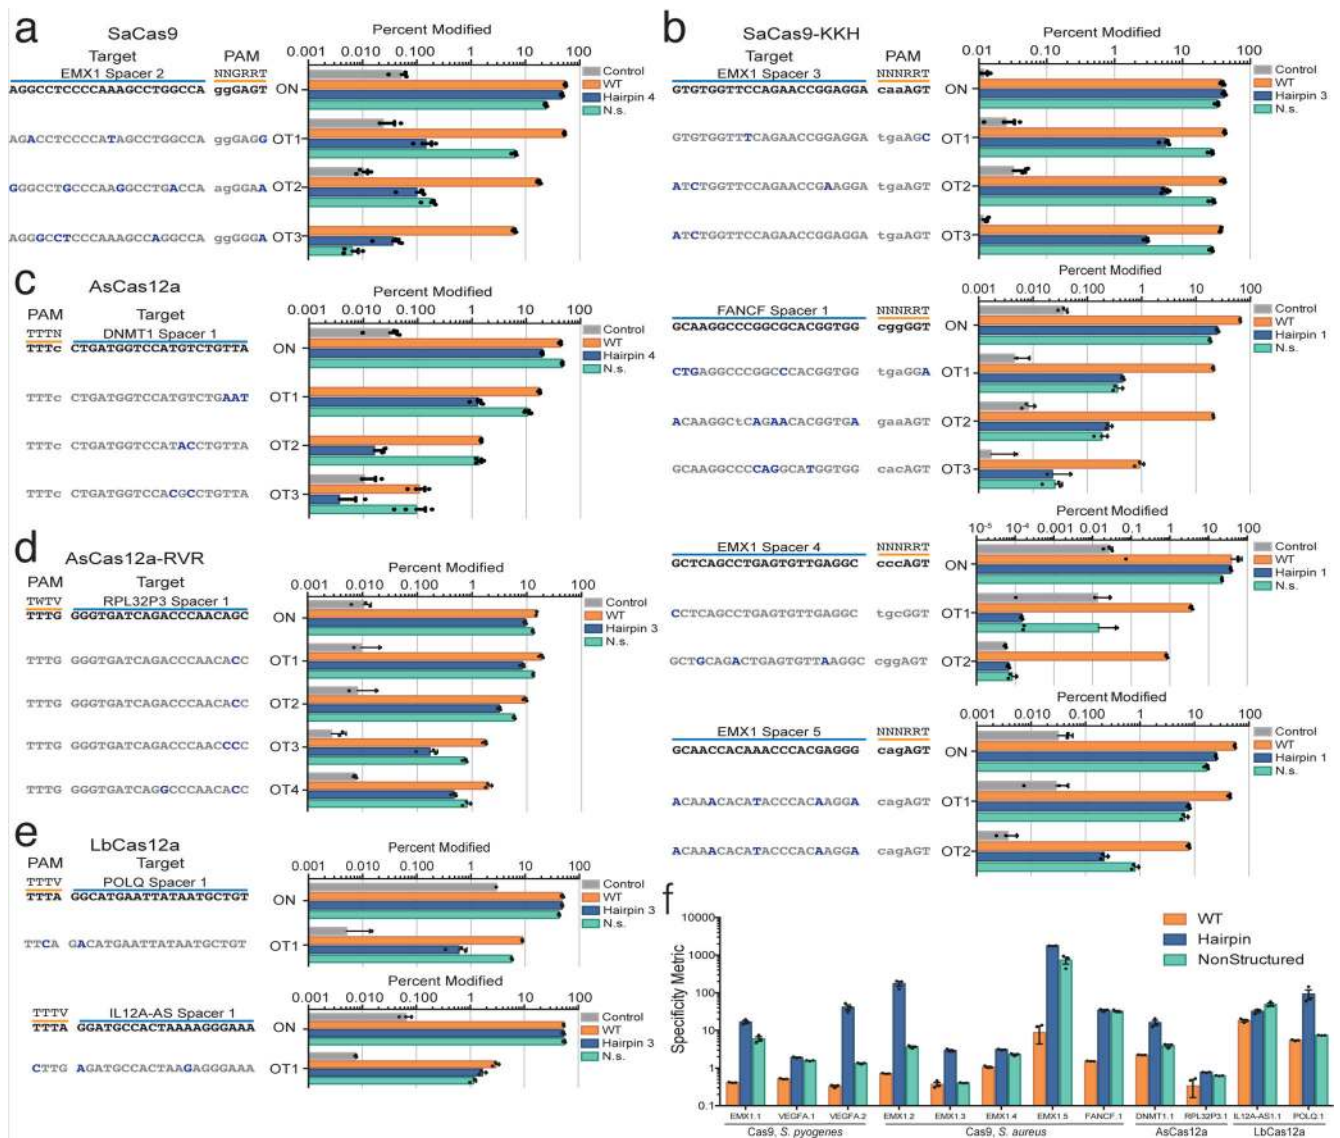 a
SaCas9
Target PAM
EMX1 Spacer 2 NNGRRT
AGGCCTCCCCAAAGCCTGGCCA ggGAGT
AGACCTCCCCATAGCCTGGCCA ggGAGG
GGGCCTGCCCAAGGCCTGACCA agGGAA
AGGGCCTCCCAAAGCCAGGCCA ggGGGA
Percent Modified
0.001 0.010 0.100 1 10 100
ON
OT1
OT2
OT3
Control
WT
Hairpin 4
N.s.
b
SaCas9-KKH
Target PAM
EMX1 Spacer 3 NNNRRT
GTGTGGTTCCAGAACCGGAGGA caaAGT
GTGTGGTTTCAGAACCGGAGGA tgaAGC
ATCTGGTTCCAGAACCGAAGGA tgaAGT
ATCTGGTTCCAGAACCGGAGGA tgaAGT
Percent Modified
0.01 0.10 1 10 100
ON
OT1
OT2
OT3
Control
WT
Hairpin 3
N.s.
FANCF Spacer 1 NNNRRT
GCAAGGCCCGGCGCACGGTGG cggGGT
CTGAGGCCCGGCCCACGGTGG tgaGGA
ACAAGGCtCAGAACACGGTGA gaaAGT
GCAAGGCCCCAGGCATGGTGG cacAGT
Percent Modified
0.001 0.010 0.100 1 10 100
ON
OT1
OT2
OT3
Control
WT
Hairpin 1
N.s.
EMX1 Spacer 4 NNNRRT
GCTCAGCCTGAGTGTTGAGGC cccAGT
CCTCAGCCTGAGTGTTGAGGC tgcGGT
GCTGCAGACTGAGTGTTAAGGC cggAGT
10-5 10-4 0.001 0.01 0.1 1 10 100
ON
OT1
OT2
Control
WT
Hairpin 1
N.s.
EMX1 Spacer 5 NNNRRT
GCAACCACAAACCCACGAGGG cagAGT
ACAAACACATACCCACAAGGA cagAGT
ACAAACACATACCCACAAGGA cagAGT
Percent Modified
0.001 0.010 0.100 1 10 100
ON
OT1
OT2
Control
WT
Hairpin 1
N.s.
c
AsCas12a
PAM Target
TTTN DNMT1 Spacer 1
TTTc CTGATGGTCCATGTCTGTTA
TTTc CTGATGGTCCATGTCTGAAT
TTTc CTGATGGTCCATACCTGTTA
TTTc CTGATGGTCCACGCCTGTTA
Percent Modified
0.001 0.010 0.100 1 10 100
ON
OT1
OT2
OT3
Control
WT
Hairpin 4
N.s.
d
AsCas12a-RVR
PAM Target
TWTV RPL32P3 Spacer 1
TTTG GGGTGATCAGACCCAACAGC
TTTG GGGTGATCAGACCCAACACC
TTTG GGGTGATCAGACCCAACACC
TTTG GGGTGATCAGACCCAACCCC
TTTG GGGTGATCAGGCCCAACACC
Percent Modified
0.001 0.010 0.100 1 10 100
ON
OT1
OT2
OT3
OT4
Control
WT
Hairpin 3
N.s.
e
LbCas12a
PAM Target
TTTV POLQ Spacer 1
TTTA GGCATGAATTATAATGCTGT
TTCA GACATGAATTATAATGCTGT
Percent Modified
0.001 0.010 0.100 1 10 100
ON
OT1
Control
WT
Hairpin 3
N.s.
TTTV IL12A-AS Spacer 1
TTTA GGATGCCACTAAAAGGGAAA
CTTG AGATGCCACTAAGAGGGAAA
Percent Modified
0.001 0.010 0.100 1 10 100
ON
OT1
Control
WT
Hairpin 3
N.s.
f
Specificity Metric
10000
1000
100
10
1
0.1
WT
Hairpin
NonStructured
EMX1.1 VEGFA.1 VEGFA.2 EMX1.2 EMX1.3 EMX1.4 EMX1.5 FANCF.1 DNMT1.1 RPL32P3.1 IL12A-AS1.1 POLQ.1
Cas9, S. pyogenes Cas9, S. aureus AsCas12a LbCas12a